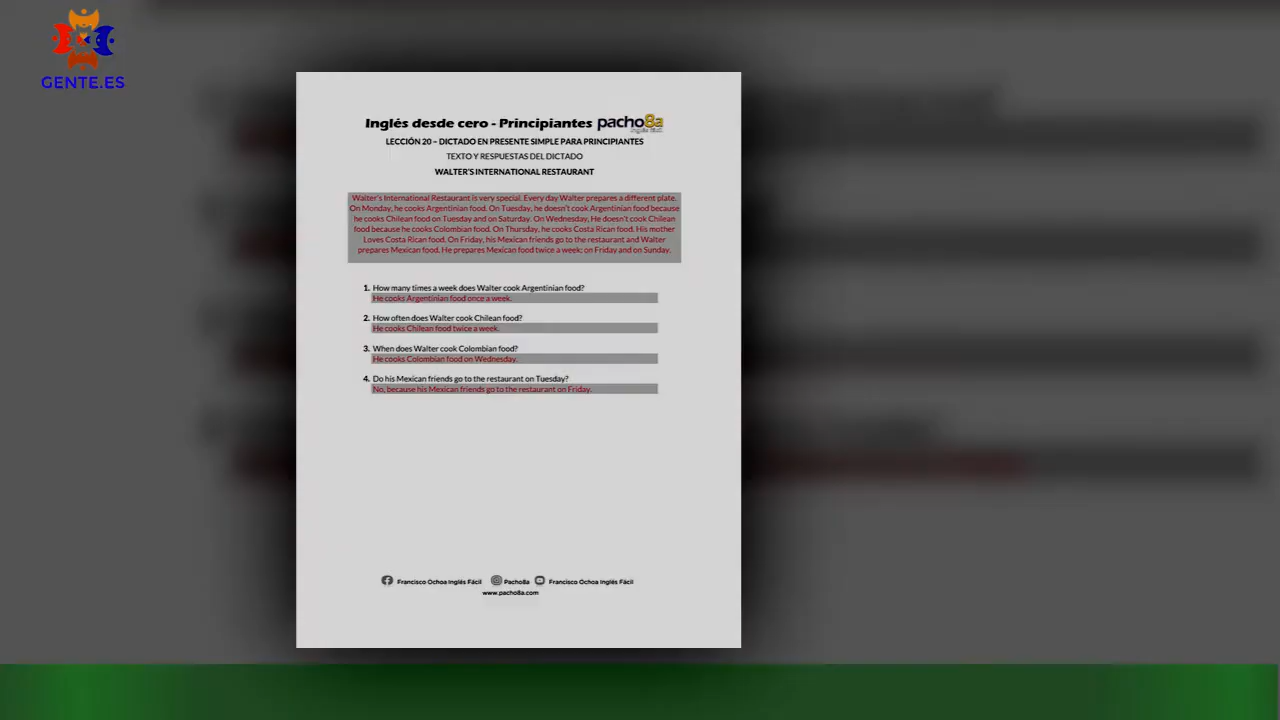 GENTE.ES
Inglés desde cero - Principiantes pacho8a
Inglés fácil
LECCIÓN 20 – DICTADO EN PRESENTE SIMPLE PARA PRINCIPIANTES
TEXTO Y RESPUESTAS DEL DICTADO
WALTER'S INTERNATIONAL RESTAURANT
Walter's International Restaurant is very special. Every day Walter prepares a different plate.
On Monday, he cooks Argentinian food. On Tuesday, he doesn't cook Argentinian food because
he cooks Chilean food on Tuesday and on Saturday. On Wednesday, He doesn't cook Chilean
food because he cooks Colombian food. On Thursday, he cooks Costa Rican food. His mother
Loves Costa Rican food. On Friday, his Mexican friends go to the restaurant and Walter
prepares Mexican food. He prepares Mexican food twice a week; on Friday and on Sunday.
1. How many times a week does Walter cook Argentinian food?
He cooks Argentinian food once a week.
2. How often does Walter cook Chilean food?
He cooks Chilean food twice a week.
3. When does Walter cook Colombian food?
He cooks Colombian food on Wednesday.
4. Do his Mexican friends go to the restaurant on Tuesday?
No, because his Mexican friends go to the restaurant on Friday.
Francisco Ochoa Inglés Fácil Pacho8a Francisco Ochoa Inglés Fácil
www.pacho8a.com